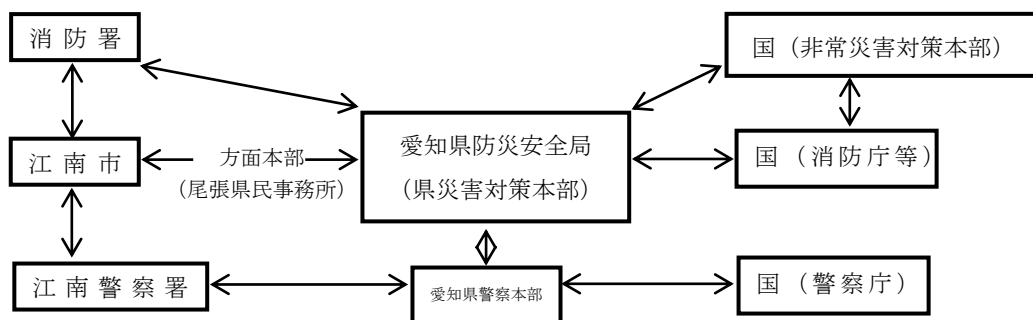 消防署
国（非常災害対策本部）
愛知県防災安全局
（県災害対策本部）
江南市
方面本部
（尾張県民事務所）
国（消防庁等）
江南警察署
愛知県警察本部
国（警察庁）